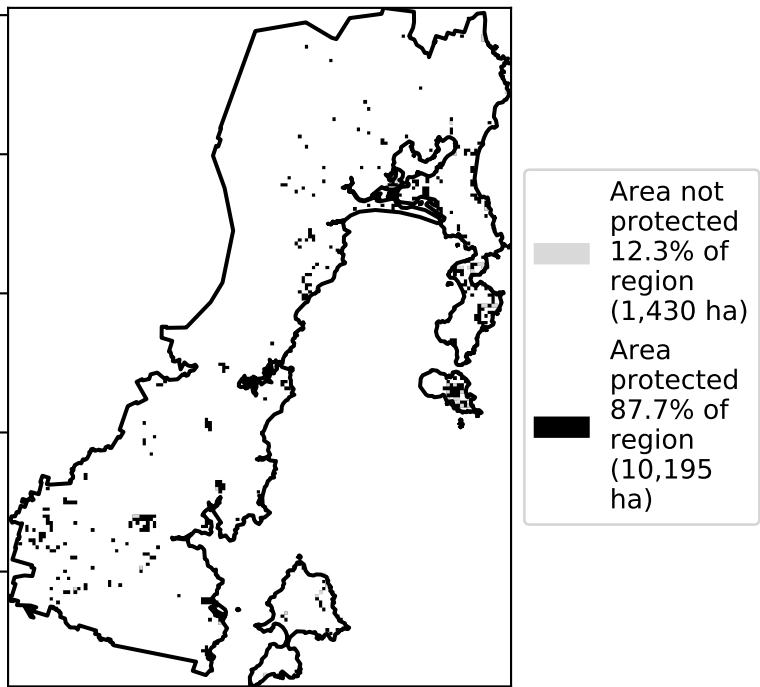 Area not
protected
12.3% of
region
(1,430 ha)
Area
protected
87.7% of
region
(10,195
ha)